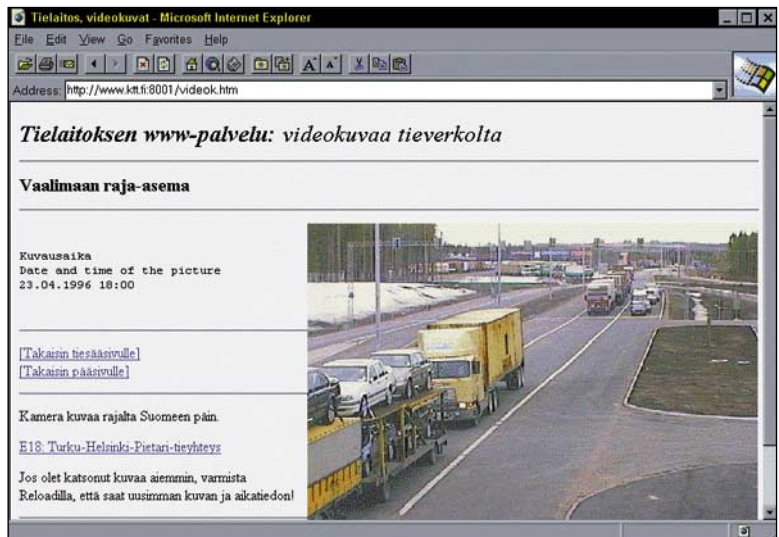 Tielaitos, videokuvat - Microsoft Internet Explorer
File Edit View Go Favorites Help
Address: http://www.ktt.fi:8001/videok.htm
Tielaitoksen www-palvelu: videokuvaa tieverkolta
Vaalimaan raja-asema
Kuvausaika
Date and time of the picture
23.04.1996 18:00
[Takaisin tiesääsivulle]
[Takaisin pääsivulle]
Kamera kuvaa rajalta Suomeen päin.
E18: Turku-Helsinki-Pietari-tieyhteys
Jos olet katsonut kuvaa aiemmin, varmista
Reloadilla, että saat uusimman kuvan ja aikatiedon!